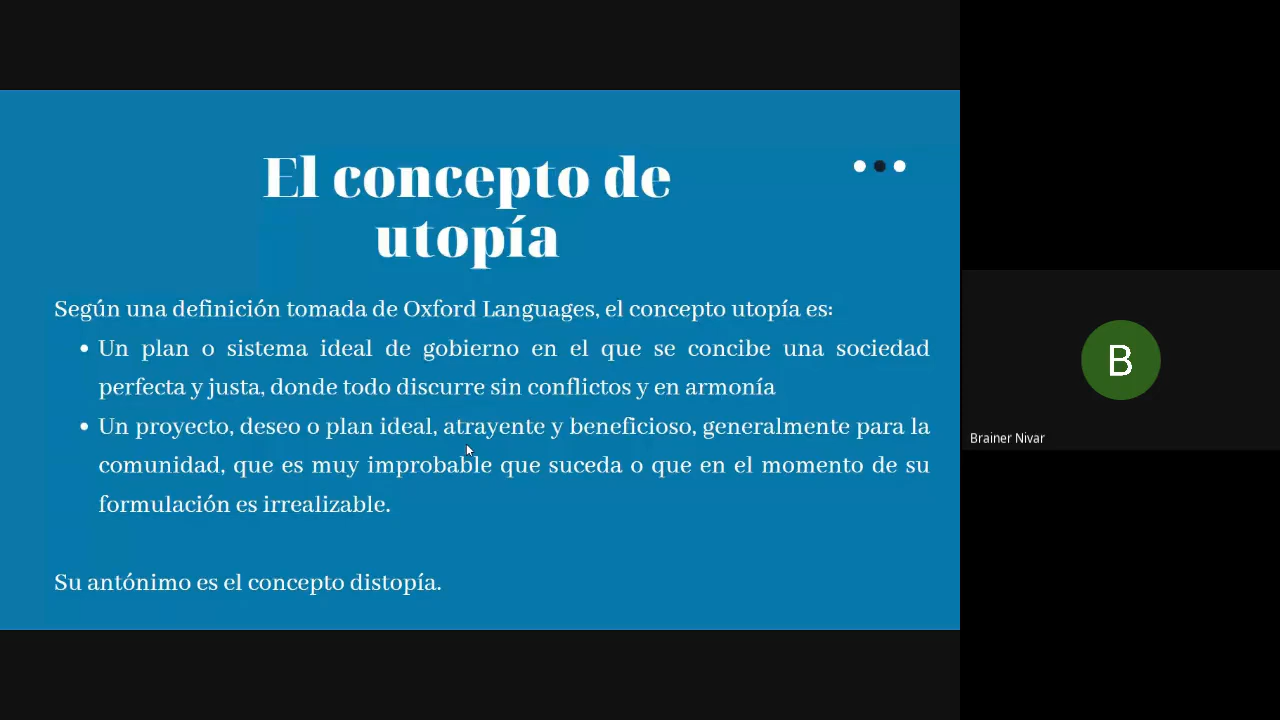 El concepto de
utopía
Según una definición tomada de Oxford Languages, el concepto utopía es:
• Un plan o sistema ideal de gobierno en el que se concibe una sociedad
perfecta y justa, donde todo discurre sin conflictos y en armonía
• Un proyecto, deseo o plan ideal, atrayente y beneficioso, generalmente para la
comunidad, que es muy improbable que suceda o que en el momento de su
formulación es irrealizable.
Su antónimo es el concepto distopía.
B
Brainer Nivar